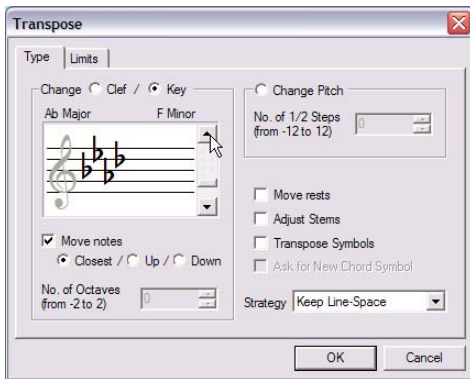 Transpose
Type
Limits
Change Clef / Key
Ab Major F Minor
Move notes
Closest / Up / Down
No. of Octaves
(from -2 to 2)
0
Change Pitch
No. of 1/2 Steps
(from -12 to 12)
0
Move rests
Adjust Stems
Transpose Symbols
Ask for New Chord Symbol
Strategy Keep Line-Space
OK
Cancel